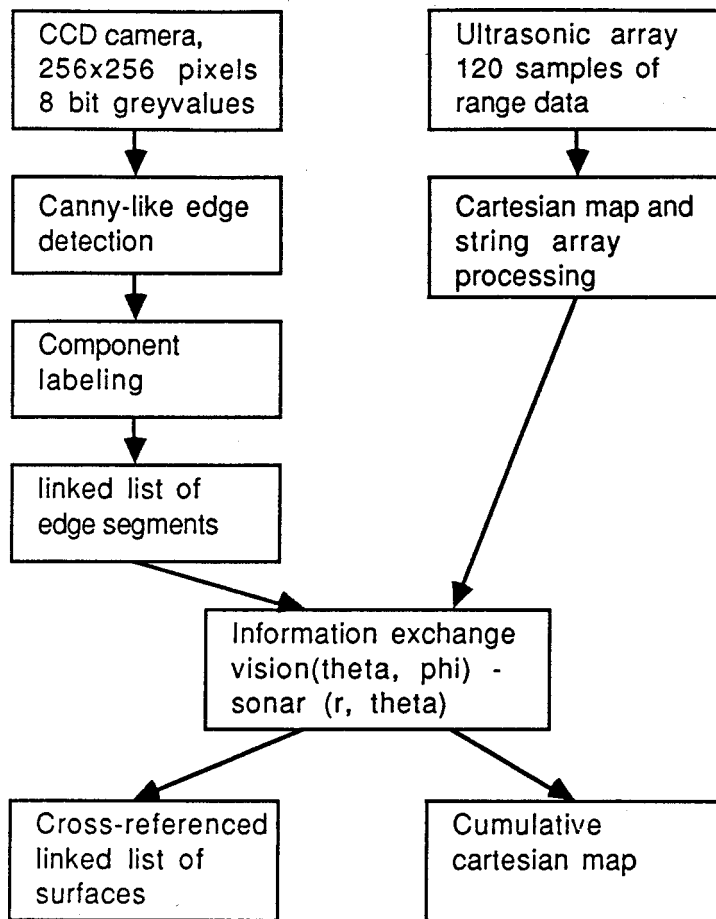 CCD camera,
256x256 pixels
8 bit greyvalues
Ultrasonic array
120 samples of
range data
Canny-like edge
detection
Cartesian map and
string array
processing
Component
labeling
linked list of
edge segments
Information exchange
vision(theta, phi) -
sonar (r, theta)
Cross-referenced
linked list of
surfaces
Cumulative
cartesian map